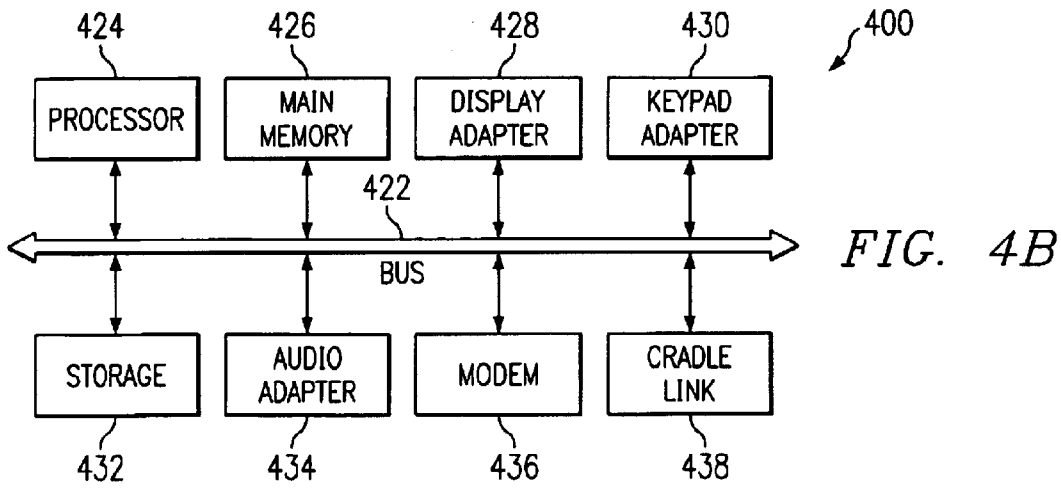 424
426
428
430
400
PROCESSOR
MAIN
MEMORY
DISPLAY
ADAPTER
KEYPAD
ADAPTER
422
BUS
FIG. 4B
STORAGE
AUDIO
ADAPTER
MODEM
CRADLE
LINK
432
434
436
438